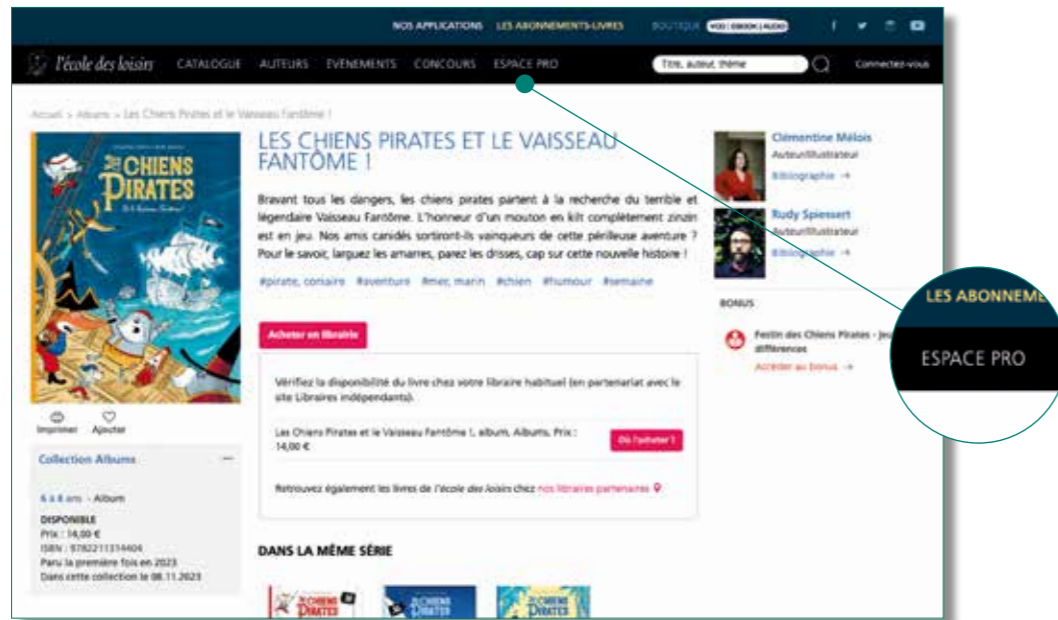 NOS APPLICATIONS LES ABONNEMENTS-LIVRES BOUTIQUE VOD | EBOOK | AUDIO
l'école des loisirs CATALOGUE AUTEURS EVÉNEMENTS CONCOURS ESPACE PRO Titre, auteur, thème Connectez-vous
Accueil > Albums > Les Chiens Pirates et le Vaisseau Fantôme !
LES CHIENS PIRATES ET LE VAISSEAU
FANTÔME !
Bravant tous les dangers, les chiens pirates partent à la recherche du terrible et
légendaire Vaisseau Fantôme. L'honneur d'un mouton en kilt complètement zinzin
est en jeu. Nos amis canidés sortiront-ils vainqueurs de cette périlleuse aventure ?
Pour le savoir, larguez les amarres, parez les drisses, cap sur cette nouvelle histoire !
#pirate, corsaire #aventure #mer, marin #chien #humour #semaine
Acheter en librairie
Vérifiez la disponibilité du livre chez votre libraire habituel (en partenariat avec le
site Libraires indépendants).
Les Chiens Pirates et le Vaisseau Fantôme !, album, Albums, Prix :
14,00 €
Où l'acheter ?
Retrouvez également les livres de l'école des loisirs chez nos libraires partenaires
DANS LA MÊME SÉRIE
LES CHIENS
PIRATES
Imprimer Ajouter
Collection Albums
6 à 8 ans - Album
DISPONIBLE
Prix : 14,00 €
ISBN : 9782211314404
Paru la première fois en 2023
Dans cette collection le 08.11.2023
CHIENS
PIRATES
CHIENS
PIRATES
CHIENS
PIRATES
Clémentine Mélois
Auteur/Illustrateur
Bibliographie →
Rudy Spiessert
Auteur/Illustrateur
Bibliographie →
BONUS
Festin des Chiens Pirates - Jeu
différences
Accéder au bonus →
LES ABONNEME
ESPACE PRO